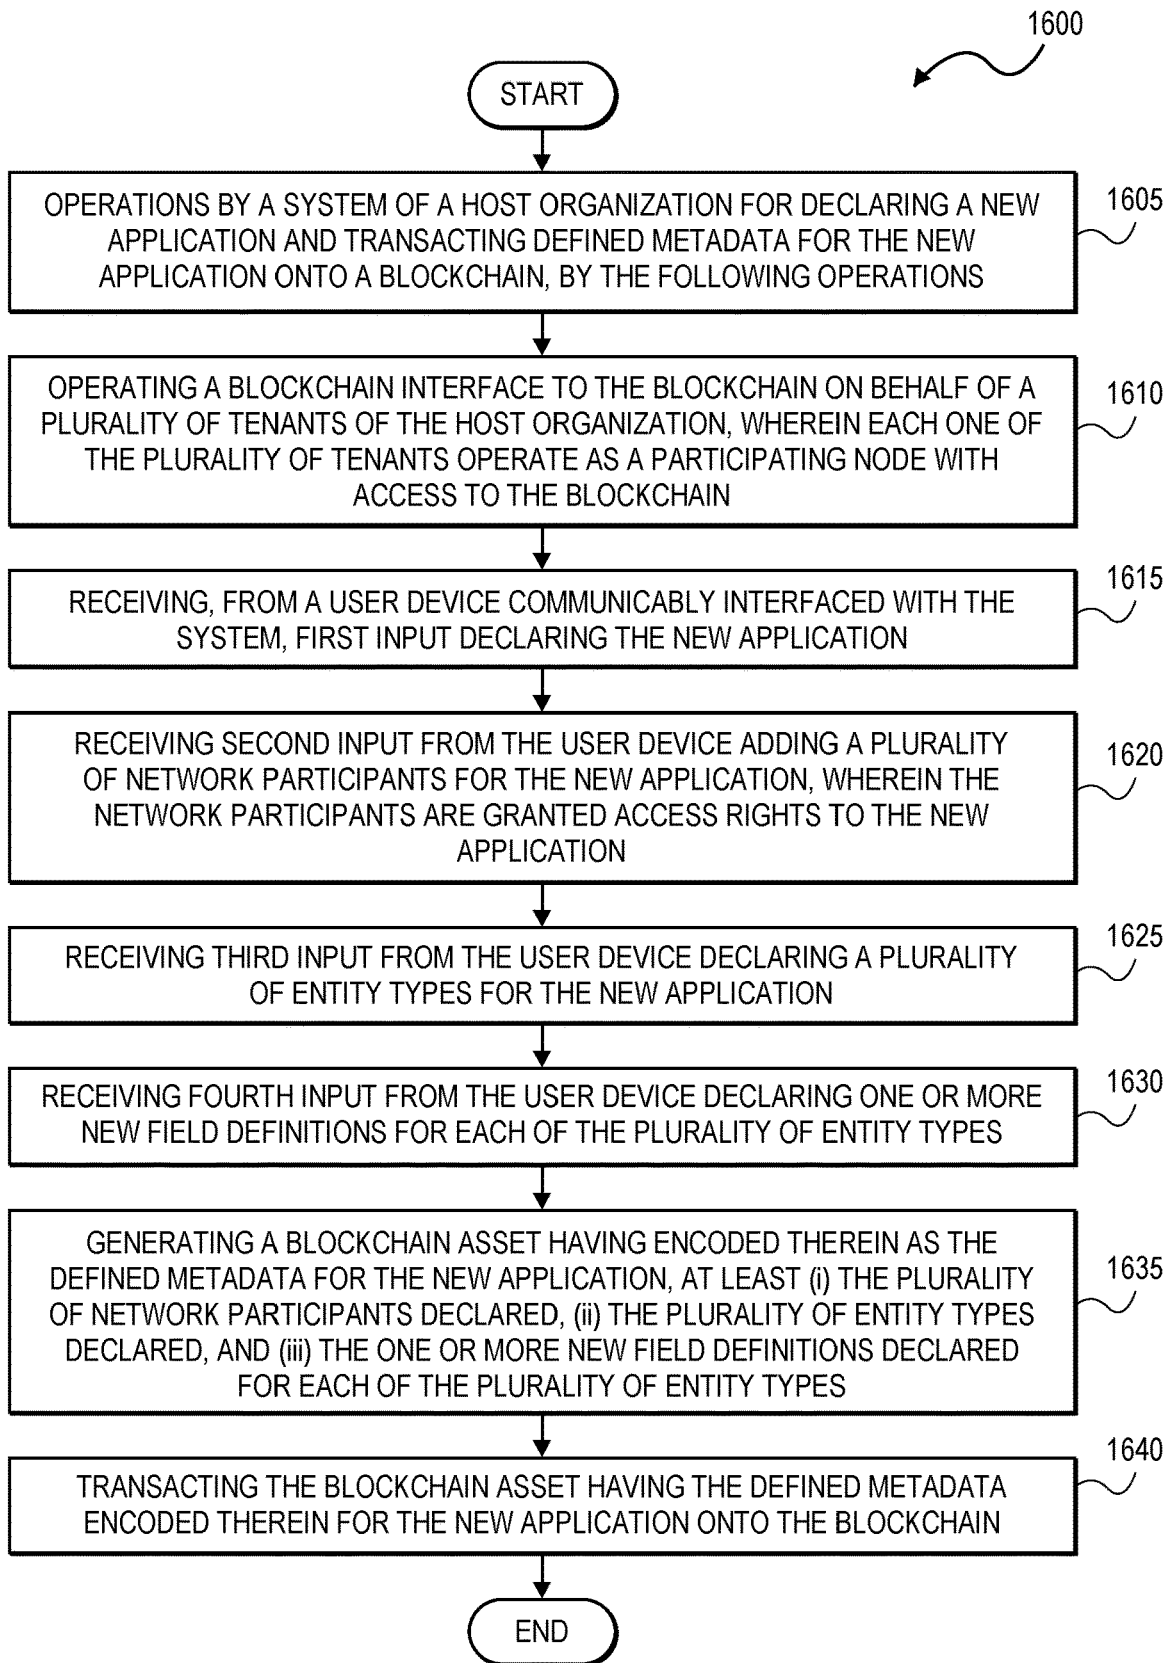 1600
START
OPERATIONS BY A SYSTEM OF A HOST ORGANIZATION FOR DECLARING A NEW
APPLICATION AND TRANSACTING DEFINED METADATA FOR THE NEW
APPLICATION ONTO A BLOCKCHAIN, BY THE FOLLOWING OPERATIONS
1605
OPERATING A BLOCKCHAIN INTERFACE TO THE BLOCKCHAIN ON BEHALF OF A
PLURALITY OF TENANTS OF THE HOST ORGANIZATION, WHEREIN EACH ONE OF
THE PLURALITY OF TENANTS OPERATE AS A PARTICIPATING NODE WITH
ACCESS TO THE BLOCKCHAIN
1610
RECEIVING, FROM A USER DEVICE COMMUNICABLY INTERFACED WITH THE
SYSTEM, FIRST INPUT DECLARING THE NEW APPLICATION
1615
RECEIVING SECOND INPUT FROM THE USER DEVICE ADDING A PLURALITY
OF NETWORK PARTICIPANTS FOR THE NEW APPLICATION, WHEREIN THE
NETWORK PARTICIPANTS ARE GRANTED ACCESS RIGHTS TO THE NEW
APPLICATION
1620
RECEIVING THIRD INPUT FROM THE USER DEVICE DECLARING A PLURALITY
OF ENTITY TYPES FOR THE NEW APPLICATION
1625
RECEIVING FOURTH INPUT FROM THE USER DEVICE DECLARING ONE OR MORE
NEW FIELD DEFINITIONS FOR EACH OF THE PLURALITY OF ENTITY TYPES
1630
GENERATING A BLOCKCHAIN ASSET HAVING ENCODED THEREIN AS THE
DEFINED METADATA FOR THE NEW APPLICATION, AT LEAST (i) THE PLURALITY
OF NETWORK PARTICIPANTS DECLARED, (ii) THE PLURALITY OF ENTITY TYPES
DECLARED, AND (iii) THE ONE OR MORE NEW FIELD DEFINITIONS DECLARED
FOR EACH OF THE PLURALITY OF ENTITY TYPES
1635
TRANSACTING THE BLOCKCHAIN ASSET HAVING THE DEFINED METADATA
ENCODED THEREIN FOR THE NEW APPLICATION ONTO THE BLOCKCHAIN
1640
END